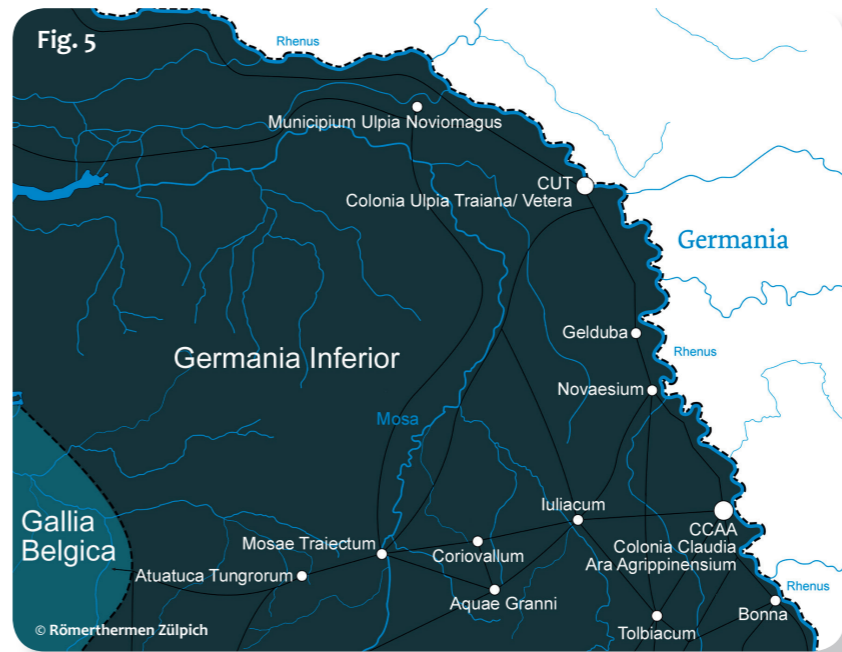 Fig. 5
Rhenus
Municipium Ulpia Noviomagus
CUT
Colonia Ulpia Traiana/ Vetera
Germania
Gelduba
Rhenus
Germania Inferior
Novaesium
Mosa
Iuliacum
CCAA
Colonia Claudia
Ara Agrippinensium
Gallia
Belgica
Mosae Traiectum
Coriovallum
Atuatuca Tungrorum
Aquae Granni
Rhenus
Bonna
Tolbiacum
© Römerthermen Zülpich